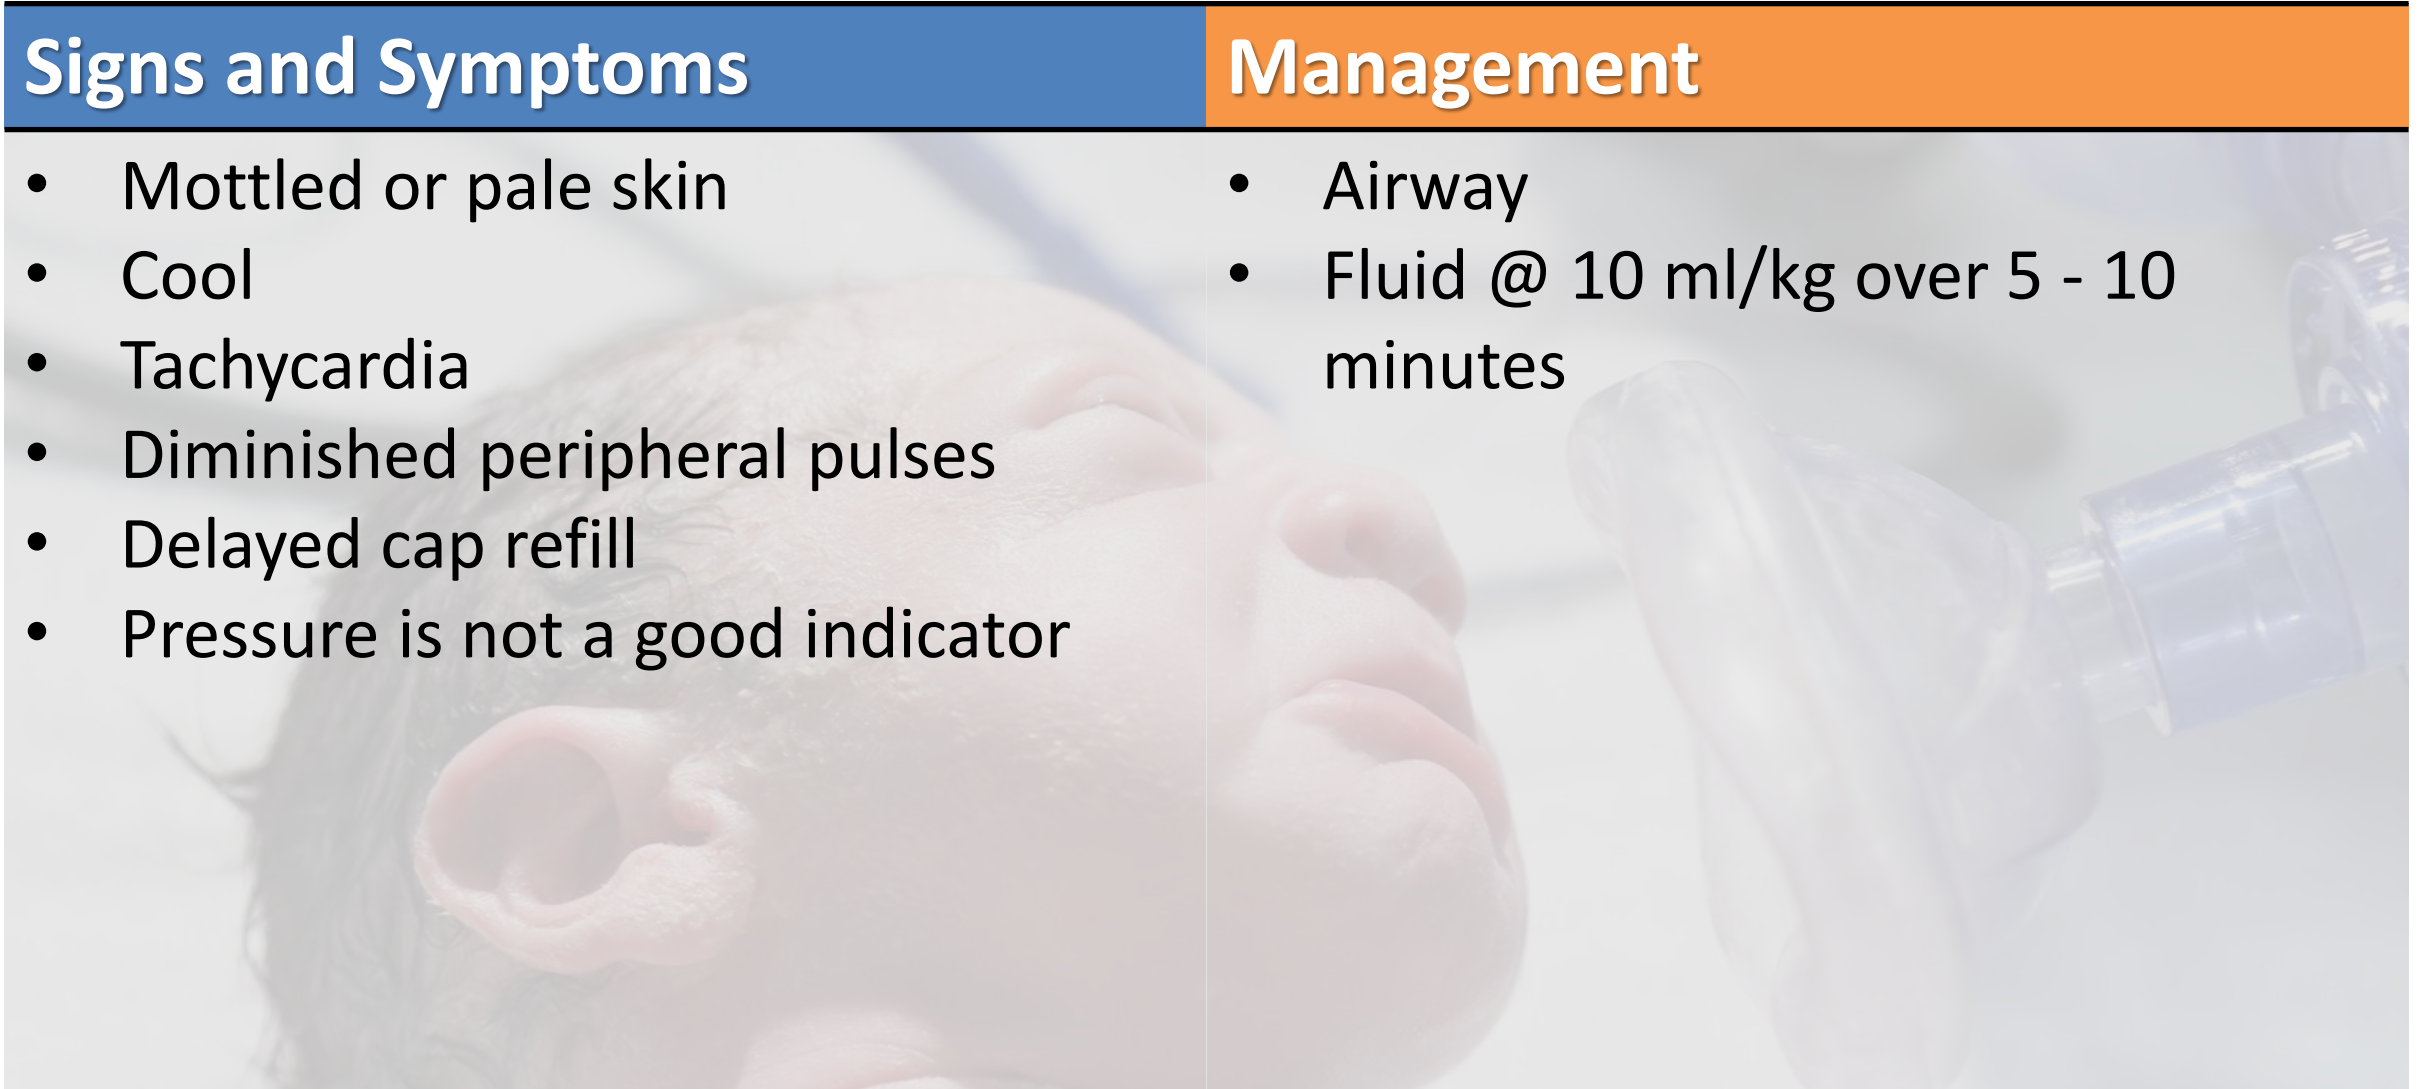 Signs and Symptoms
Management
• Mottled or pale skin
• Cool
• Tachycardia
• Diminished peripheral pulses
• Delayed cap refill
• Pressure is not a good indicator
• Airway
• Fluid @ 10 ml/kg over 5 - 10
minutes